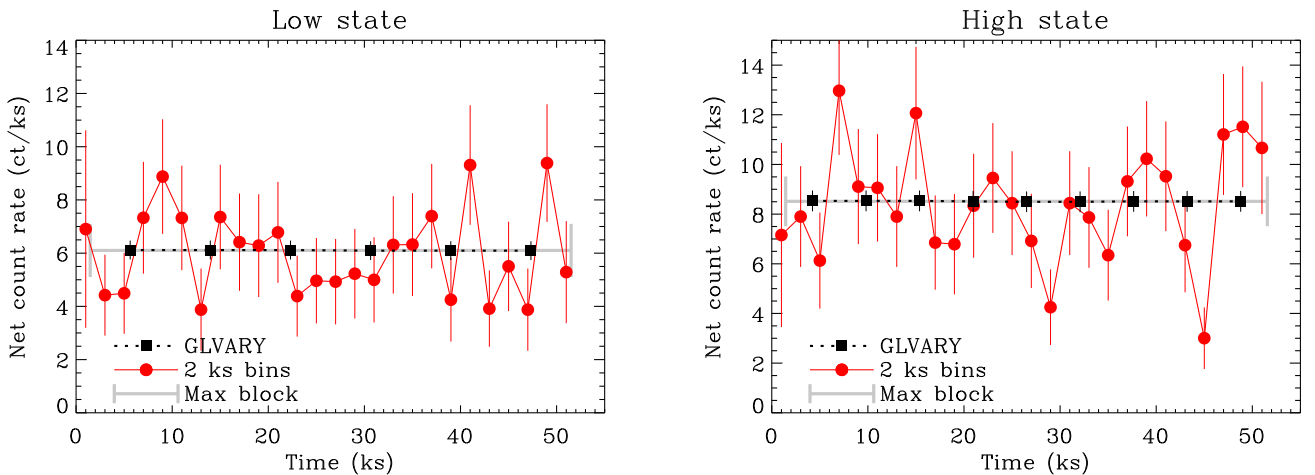 Low state
Net count rate (ct/ks)
14
12
10
8
6
4
2
0
GLVARY
2 ks bins
Max block
0 10 20 30 40 50
Time (ks)
High state
Net count rate (ct/ks)
14
12
10
8
6
4
2
0
GLVARY
2 ks bins
Max block
0 10 20 30 40 50
Time (ks)